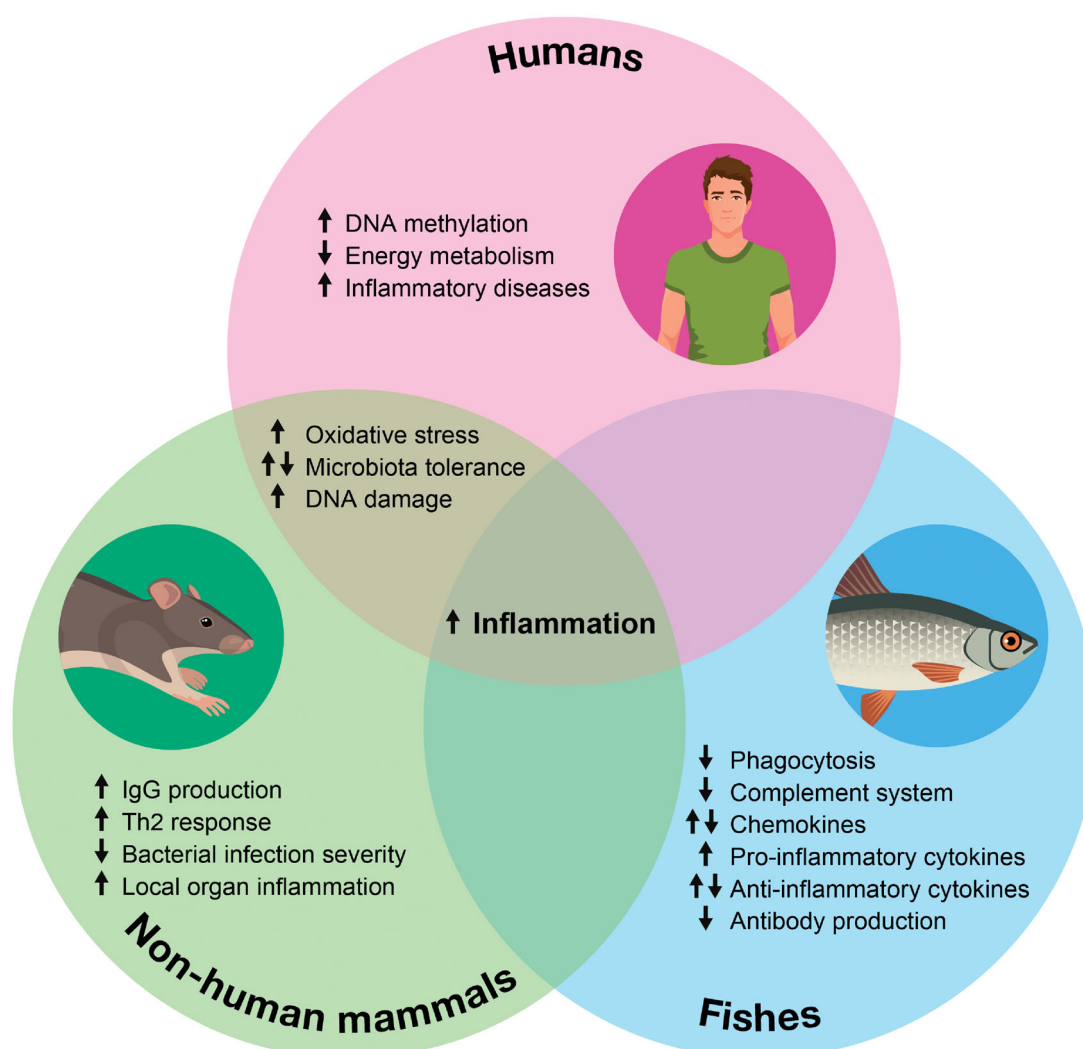 Humans
↑ DNA methylation
↓ Energy metabolism
↑ Inflammatory diseases
↑ Oxidative stress
↑↓ Microbiota tolerance
↑ DNA damage
↑ Inflammation
↑ IgG production
↑ Th2 response
↓ Bacterial infection severity
↑ Local organ inflammation
Non-human mammals
↓ Phagocytosis
↓ Complement system
↑↓ Chemokines
↑ Pro-inflammatory cytokines
↑↓ Anti-inflammatory cytokines
↓ Antibody production
Fishes